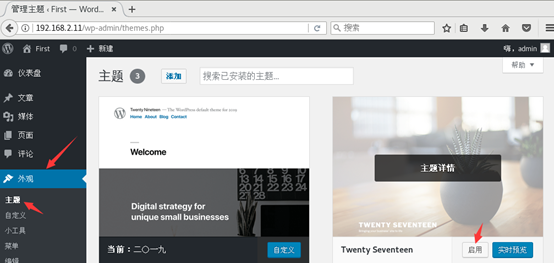 管理主题 ‹ First — Wor...
192.168.2.11/wp-admin/themes.php
搜索
First
0
新建
嗨，admin
帮助
仪表盘
文章
媒体
页面
评论
外观
主题
自定义
小工具
菜单
编辑
主题 3 添加 搜索已安装的主题...
Twenty Nineteen — The WordPress default theme for 2019
Home About Blog Contact
Welcome
Digital strategy for
unique small businesses
当前：二〇一九 自定义
主题详情
TWENTY SEVENTEEN
Twenty Seventeen 启用 实时预览